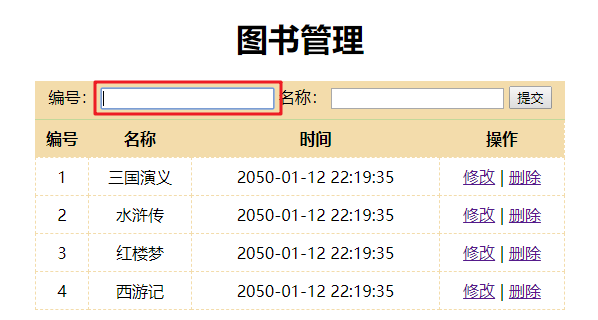 图书管理
编号： 名称： 提交
编号 名称 时间 操作
1 三国演义 2050-01-12 22:19:35 修改 | 删除
2 水浒传 2050-01-12 22:19:35 修改 | 删除
3 红楼梦 2050-01-12 22:19:35 修改 | 删除
4 西游记 2050-01-12 22:19:35 修改 | 删除